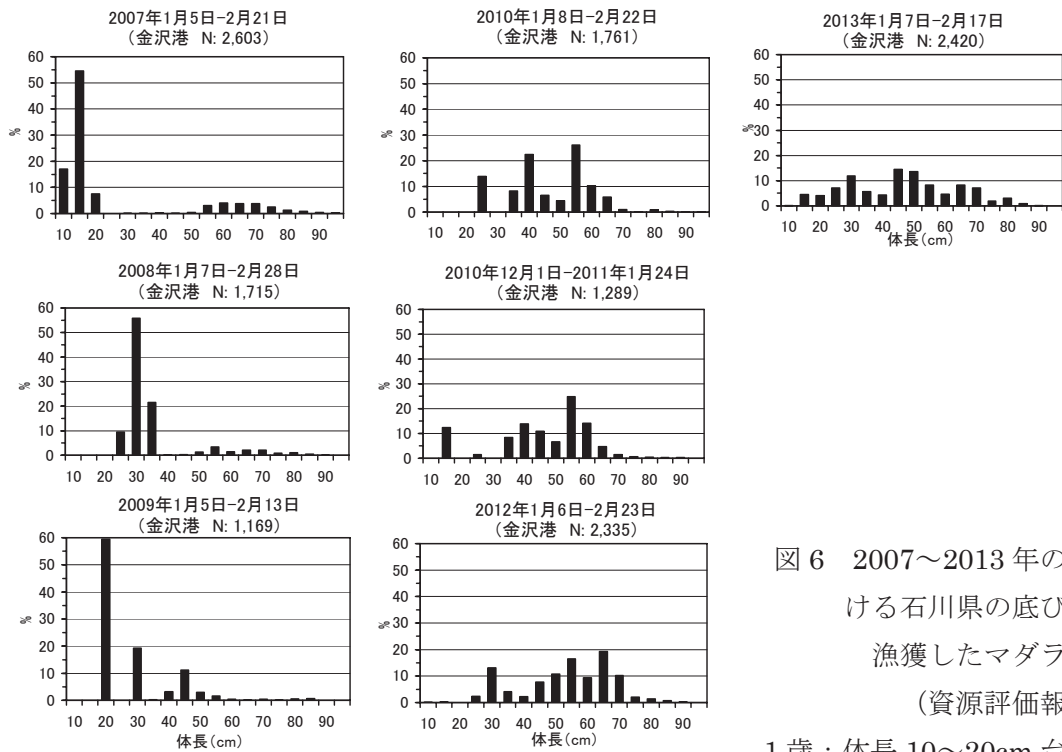 2007年1月5日-2月21日
(金沢港 N: 2,603)
60
50
40
30
20
10
0
%
10 20 30 40 50 60 70 80 90
2008年1月7日-2月28日
(金沢港 N: 1,715)
60
50
40
30
20
10
0
%
10 20 30 40 50 60 70 80 90
2009年1月5日-2月13日
(金沢港 N: 1,169)
60
50
40
30
20
10
0
%
10 20 30 40 50 60 70 80 90
体長(cm)
2010年1月8日-2月22日
(金沢港 N: 1,761)
60
50
40
30
20
10
0
%
10 20 30 40 50 60 70 80 90
2010年12月1日-2011年1月24日
(金沢港 N: 1,289)
60
50
40
30
20
10
0
%
10 20 30 40 50 60 70 80 90
2012年1月6日-2月23日
(金沢港 N: 2,335)
60
50
40
30
20
10
0
%
10 20 30 40 50 60 70 80 90
体長(cm)
2013年1月7日-2月17日
(金沢港 N: 2,420)
60
50
40
30
20
10
0
%
10 20 30 40 50 60 70 80 90
体長(cm)
図 6 2007～2013 年の
ける石川県の底び
漁獲したマダラ
(資源評価報
1 歳：体長 10～20cm 台